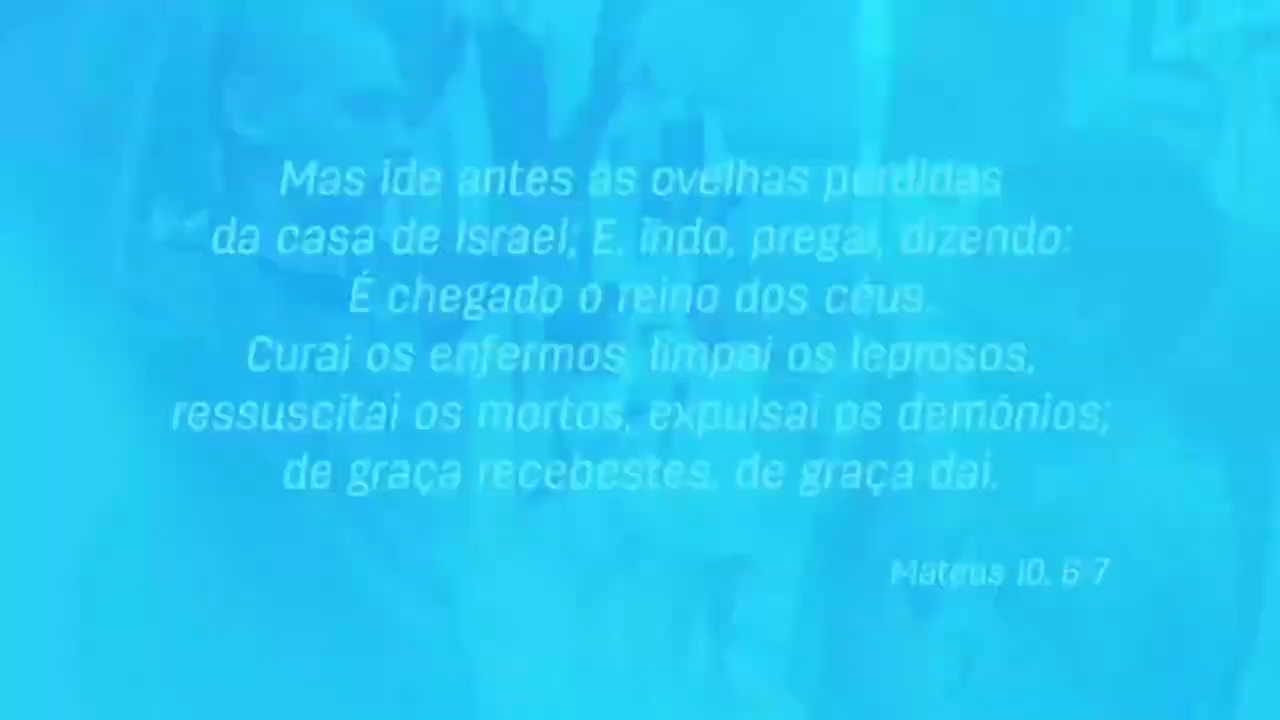 Mas ide antes às ovelhas perdidas
da casa de Israel; E, indo, pregai, dizendo:
É chegado o reino dos céus.
Curai os enfermos, limpai os leprosos,
ressuscitai os mortos, expulsai os demônios;
de graça recebestes, de graça dai.
Mateus 10, 6-7